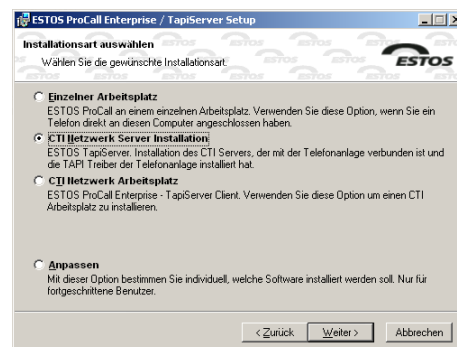 ESTOS ProCall Enterprise / TapiServer Setup
Installationsart auswählen
Wählen Sie die gewünschte Installationsart.
ESTOS
Einzelner Arbeitsplatz
ESTOS ProCall an einem einzelnen Arbeitsplatz. Verwenden Sie diese Option, wenn Sie ein
Telefon direkt an diesen Computer angeschlossen haben.
CTI Netzwerk Server Installation
ESTOS TapiServer. Installation des CTI Servers, der mit der Telefonanlage verbunden ist und
die TAPI Treiber der Telefonanlage installiert hat.
CTI Netzwerk Arbeitsplatz
ESTOS ProCall Enterprise - TapiServer Client. Verwenden Sie diese Option um einen CTI
Arbeitsplatz zu installieren.
Anpassen
Mit dieser Option bestimmen Sie individuell, welche Software installiert werden soll. Nur für
fortgeschrittene Benutzer.
< Zurück
Weiter >
Abbrechen